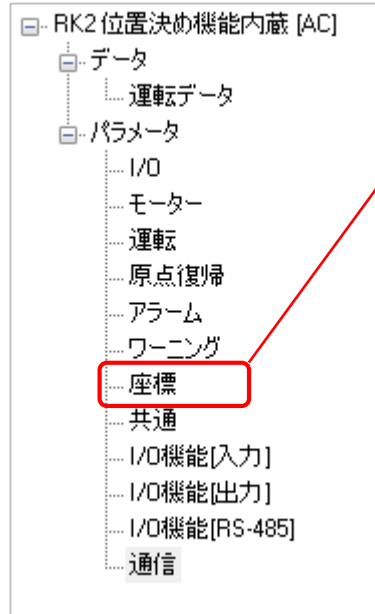 RK2 位置決め機能内蔵 [AC]
データ
運転データ
パラメータ
I/O
モーター
運転
原点復帰
アラーム
ワーニング
座標
共通
I/O機能[入力]
I/O機能[出力]
I/O機能[RS-485]
通信